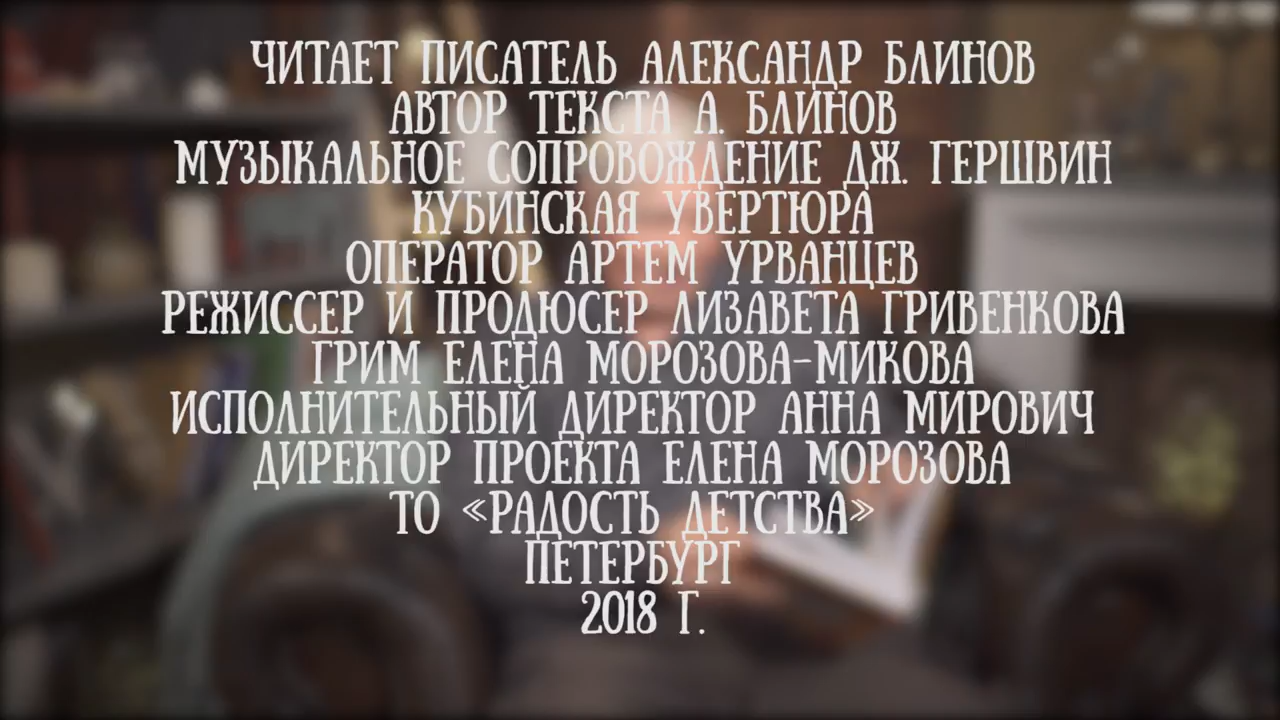 ЧИТАЕТ ПИСАТЕЛЬ АЛЕКСАНДР БЛИНОВ
АВТОР ТЕКСТА А. БЛИНОВ
МУЗЫКАЛЬНОЕ СОПРОВОЖДЕНИЕ ДЖ. ГЕРШВИН
КУБИНСКАЯ УВЕРТЮРА
ОПЕРАТОР АРТЕМ УРВАНЦЕВ
РЕЖИССЕР И ПРОДЮСЕР ЛИЗАВЕТА ГРИВЕНКОВА
ГРИМ ЕЛЕНА МОРОЗОВА-МИКОВА
ИСПОЛНИТЕЛЬНЫЙ ДИРЕКТОР АННА МИРОВИЧ
ДИРЕКТОР ПРОЕКТА ЕЛЕНА МОРОЗОВА
ТО «РАДОСТЬ ДЕТСТВА»
ПЕТЕРБУРГ
2018 Г.